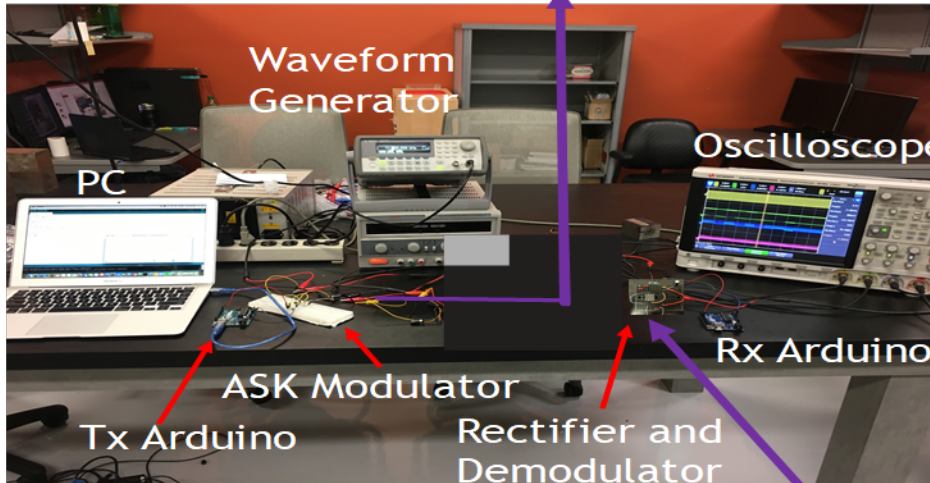 Waveform
Generator
Oscilloscope
PC
Rx Arduino
ASK Modulator
Tx Arduino
Rectifier and
Demodulator